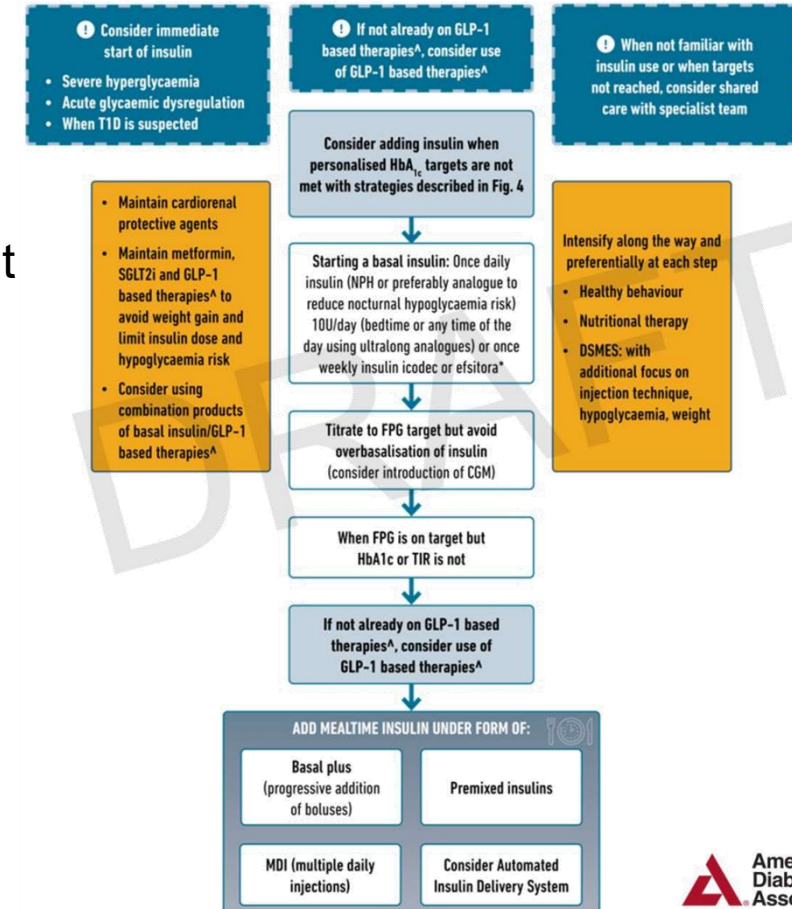 Consider immediate
start of insulin
• Severe hyperglycaemia
• Acute glycaemic dysregulation
• When T1D is suspected
If not already on GLP-1
based therapies^, consider use
of GLP-1 based therapies^
When not familiar with
insulin use or when targets
not reached, consider shared
care with specialist team
Consider adding insulin when
personalised HbA1c targets are not
met with strategies described in Fig. 4
t
• Maintain cardiorenal
protective agents
• Maintain metformin,
SGLT2i and GLP-1
based therapies^ to
avoid weight gain and
limit insulin dose and
hypoglycaemia risk
• Consider using
combination products
of basal insulin/GLP-1
based therapies^
Starting a basal insulin: Once daily
insulin (NPH or preferably analogue to
reduce nocturnal hypoglycaemia risk)
10U/day (bedtime or any time of the
day using ultralong analogues) or once
weekly insulin icodec or efsitora*
Intensify along the way and
preferentially at each step
• Healthy behaviour
• Nutritional therapy
• DSMES: with
additional focus on
injection technique,
hypoglycaemia, weight
Titrate to FPG target but avoid
overbasalisation of insulin
(consider introduction of CGM)
When FPG is on target but
HbA1c or TIR is not
If not already on GLP-1 based
therapies^, consider use of
GLP-1 based therapies^
ADD MEALTIME INSULIN UNDER FORM OF:
Basal plus
(progressive addition
of boluses)
Premixed insulins
MDI (multiple daily
injections)
Consider Automated
Insulin Delivery System
DRAFT
Ame
Diab
Asso